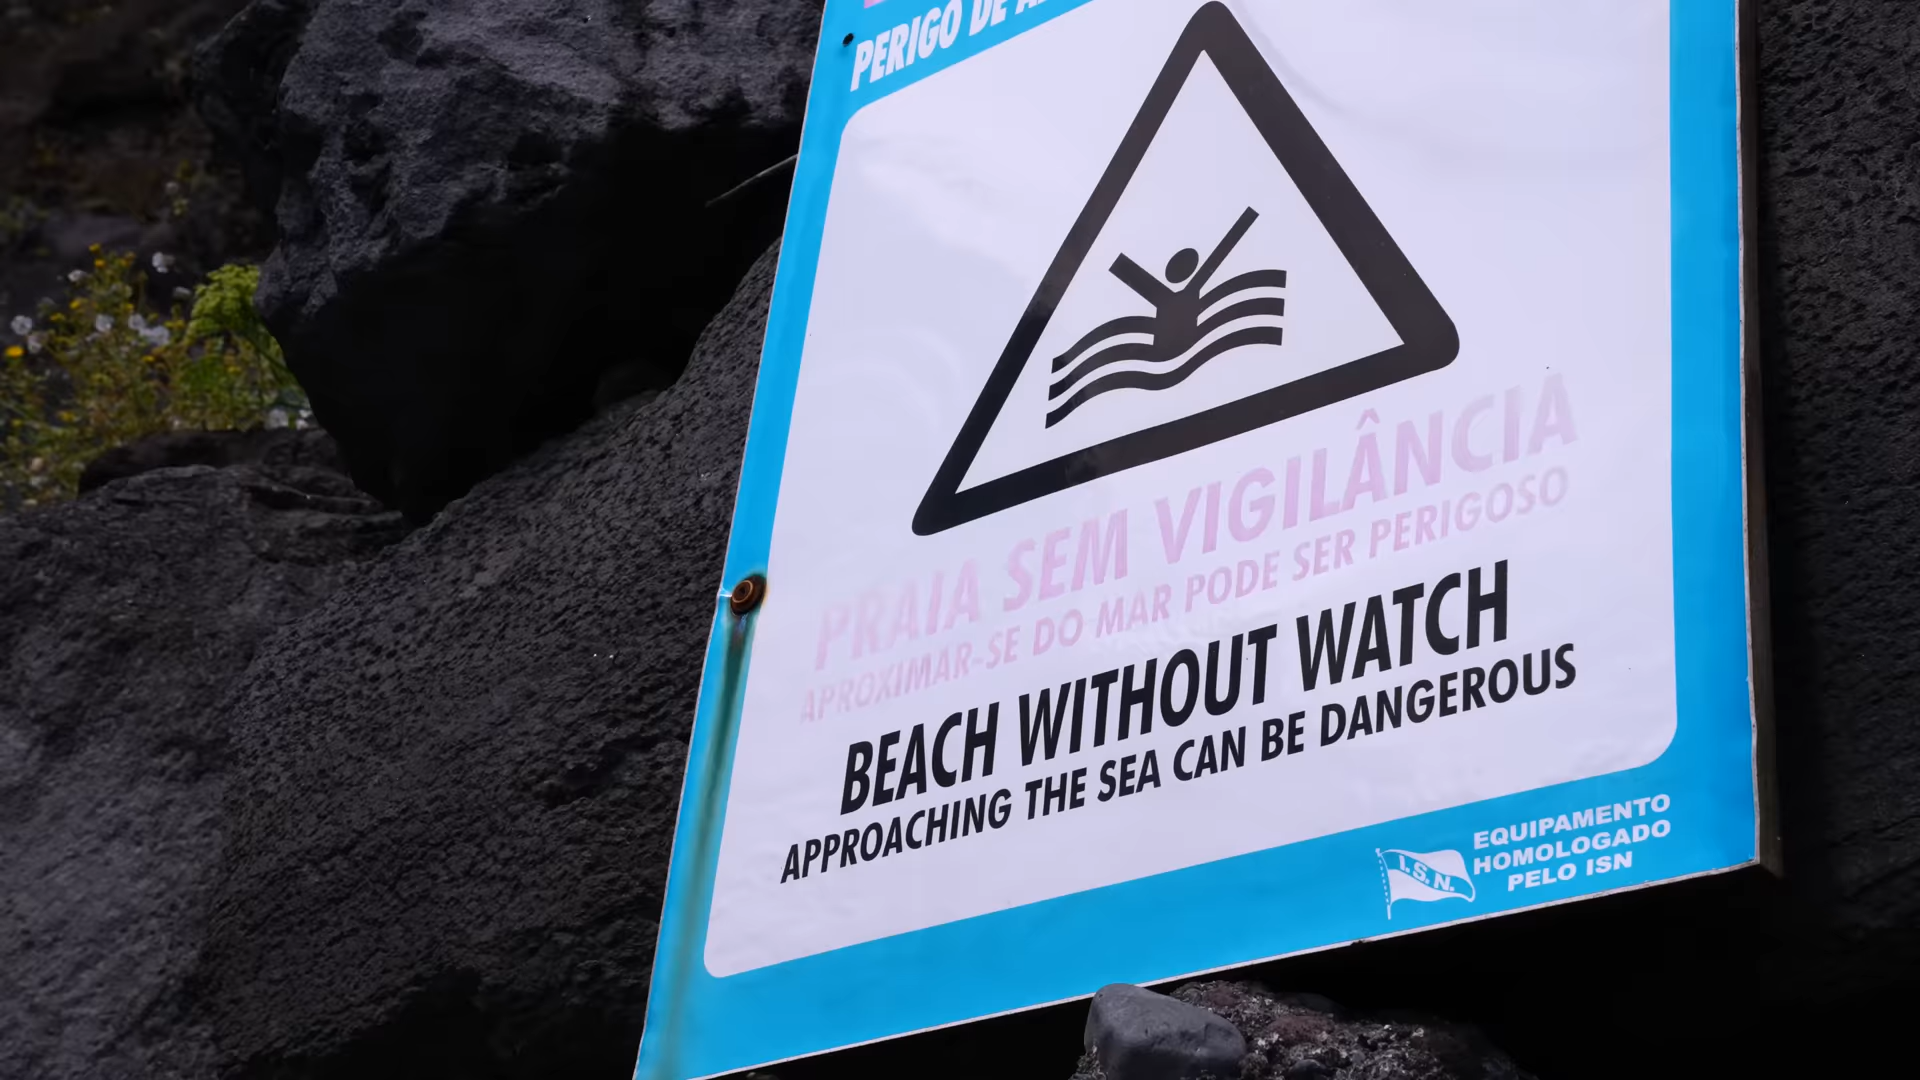 PERIGO DE
PRAIA SEM VIGILÂNCIA
APROXIMAR-SE DO MAR PODE SER PERIGOSO
BEACH WITHOUT WATCH
APPROACHING THE SEA CAN BE DANGEROUS
I.S.N.
EQUIPAMENTO
HOMOLOGADO
PELO ISN